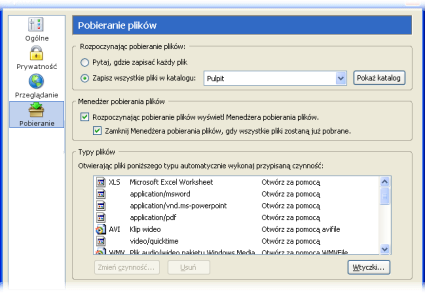 Pobieranie plików
Ogólne
Prywatność
Przeglądanie
Pobieranie
Rozpoczynając pobieranie plików:
Pytaj, gdzie zapisać każdy plik
Zapisz wszystkie pliki w katalogu: Pulpit Pokaż katalog
Menedżer pobierania plików
Rozpoczynając pobieranie plików wyświetl Menedżera pobierania plików.
Zamknij Menedżera pobierania plików, gdy wszystkie pliki zostaną już pobrane.
Typy plików
Otwierając pliki poniższego typu automatycznie wykonaj przypisaną czynność:
XLS Microsoft Excel Worksheet Otwórz za pomocą
application/msword Otwórz za pomocą
application/vnd.ms-powerpoint Otwórz za pomocą
application/pdf Otwórz za pomocą
AVI Klip wideo Otwórz za pomocą avifile
video/quicktime Otwórz za pomocą
WMV Plik audio/wideo pakietu Windows Media Otwórz za pomocą WMVFile
Zmień czynność... Usuń Wtyczki...